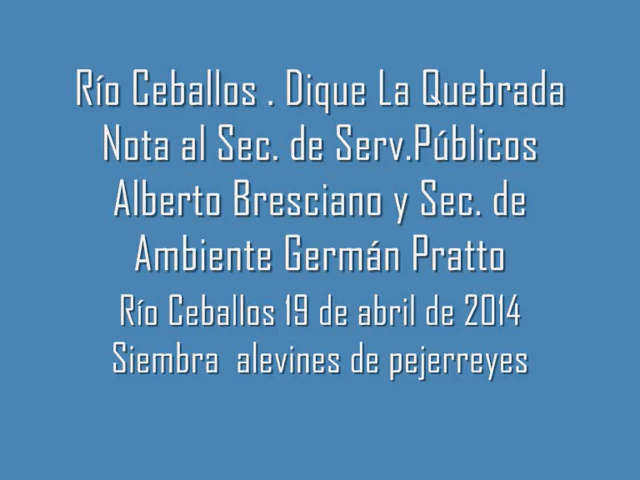 Río Ceballos . Dique La Quebrada
Nota al Sec. de Serv.Públicos
Alberto Bresciano y Sec. de
Ambiente Germán Pratto
Río Ceballos 19 de abril de 2014
Siembra  alevines de pejerreyes